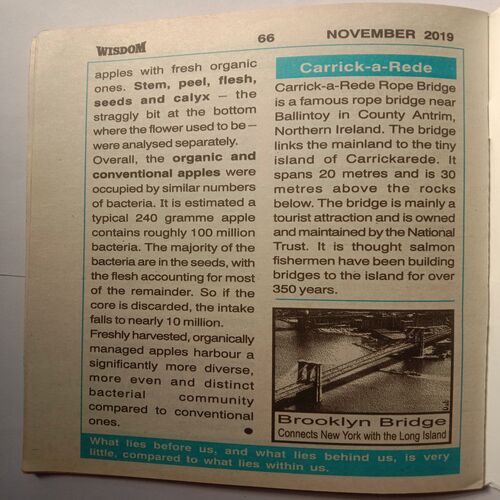 WISDOM
66
NOVEMBER 2019
apples with fresh organic
ones. Stem, peel, flesh,
seeds and calyx – the
straggly bit at the bottom
where the flower used to be –
were analysed separately.
Overall, the organic and
conventional apples were
occupied by similar numbers
of bacteria. It is estimated a
typical 240 gramme apple
contains roughly 100 million
bacteria. The majority of the
bacteria are in the seeds, with
the flesh accounting for most
of the remainder. So if the
core is discarded, the intake
falls to nearly 10 million.
Freshly harvested, organically
managed apples harbour a
significantly more diverse,
more even and distinct
bacterial community
compared to conventional
ones.
Carrick-a-Rede
Carrick-a-Rede Rope Bridge
is a famous rope bridge near
Ballintoy in County Antrim,
Northern Ireland. The bridge
links the mainland to the tiny
island of Carrickarede. It
spans 20 metres and is 30
metres above the rocks
below. The bridge is mainly a
tourist attraction and is owned
and maintained by the National
Trust. It is thought salmon
fishermen have been building
bridges to the island for over
350 years.
Brooklyn Bridge
Connects New York with the Long Island
What lies before us, and what lies behind us, is very
little, compared to what lies within us.